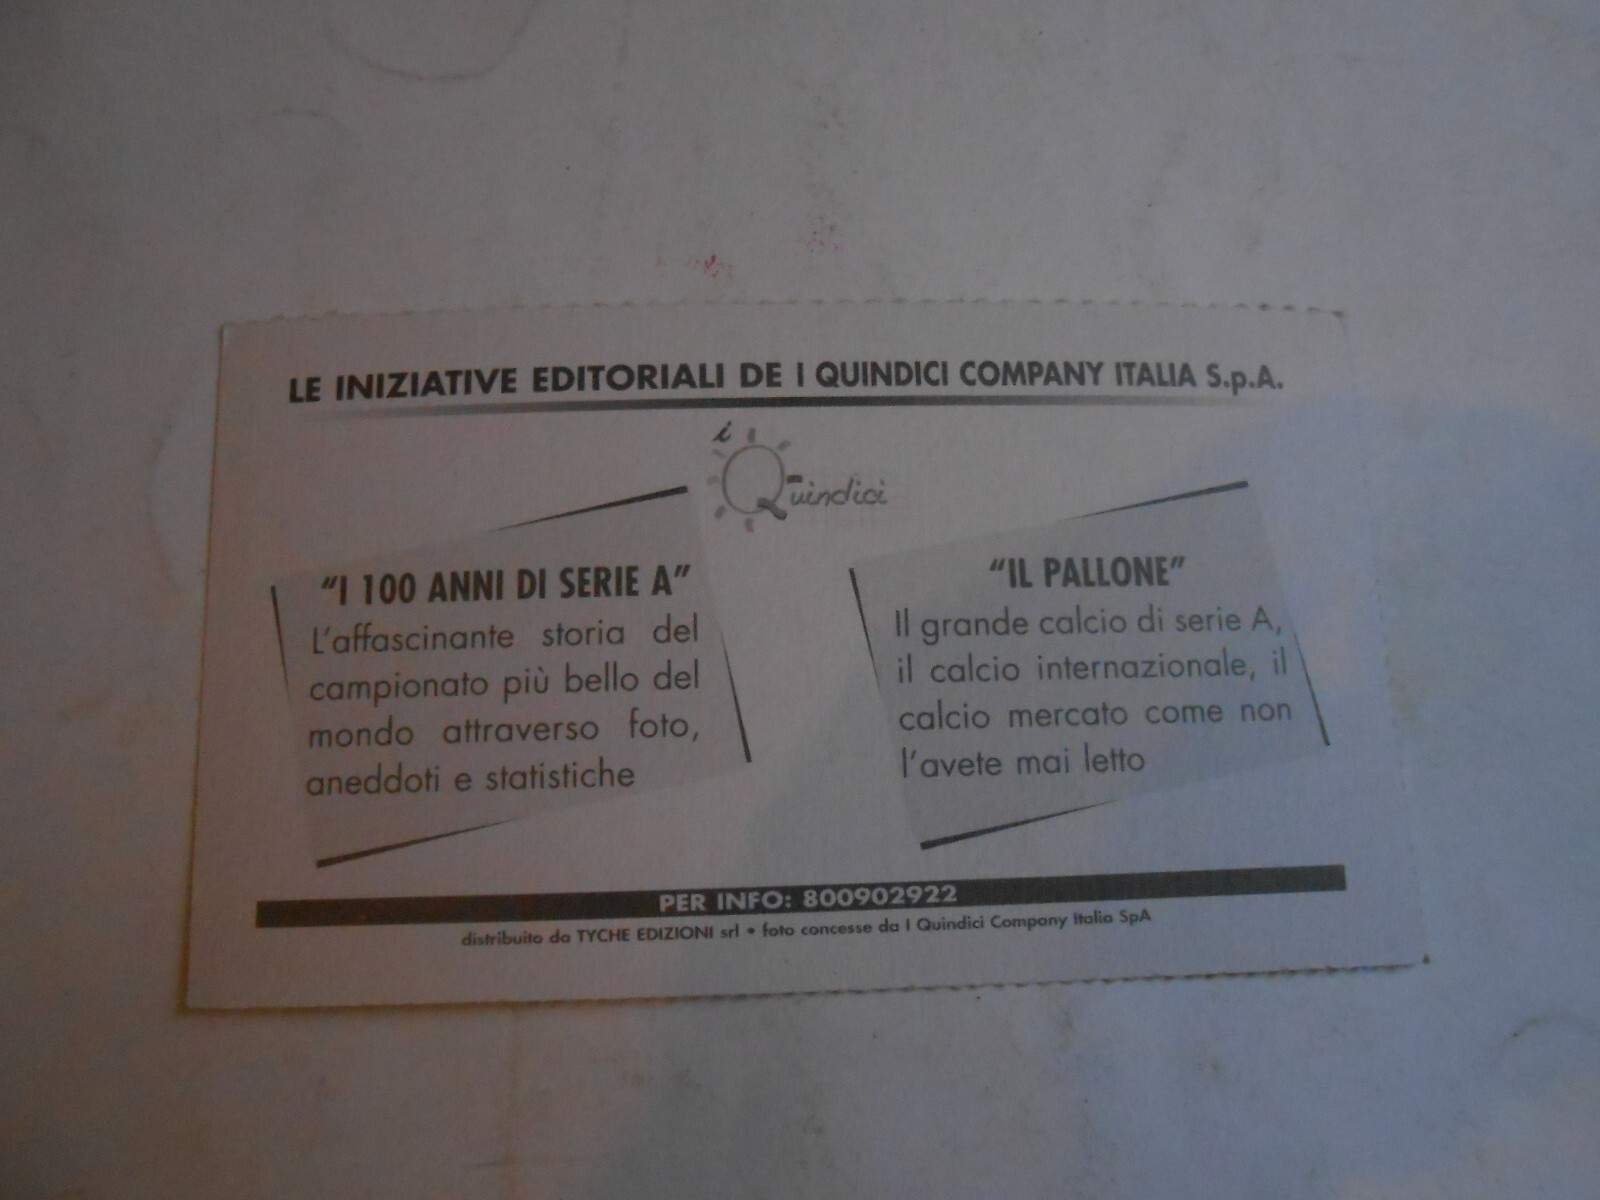 LE INIZIATIVE EDITORIALI DE I QUINDICI COMPANY ITALIA S.p.A.
i Quindici
"I 100 ANNI DI SERIE A"
L'affascinante storia del
campionato più bello del
mondo attraverso foto,
aneddoti e statistiche
"IL PALLONE"
Il grande calcio di serie A,
il calcio internazionale, il
calcio mercato come non
l'avete mai letto
PER INFO: 800902922
distribuito da TYCHE EDIZIONI srl • foto concesse da I Quindici Company Italia SpA